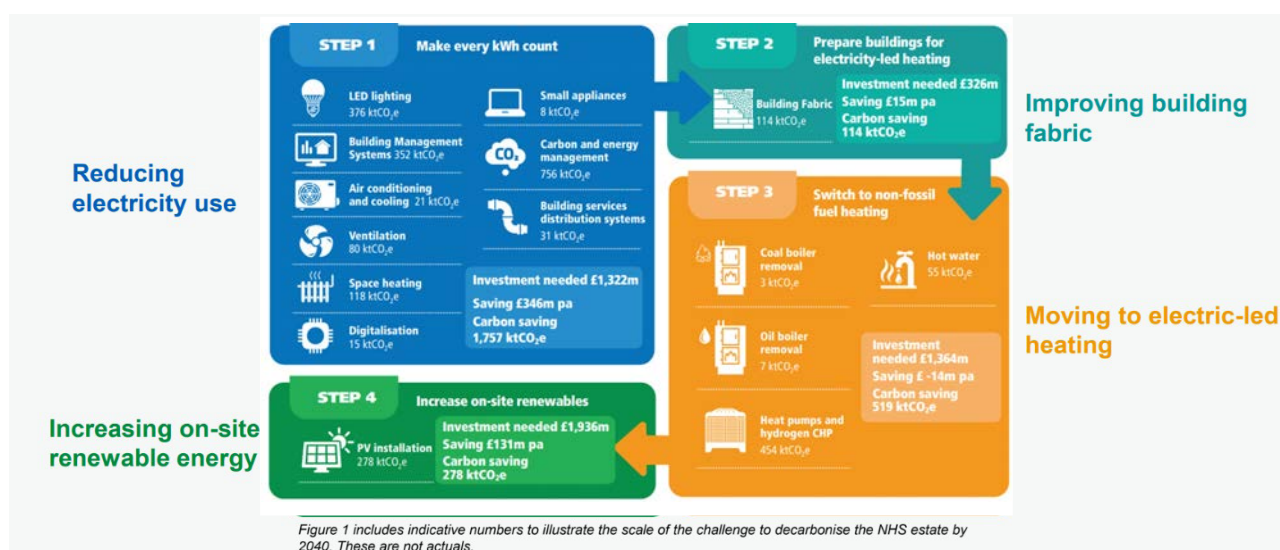 Reducing
electricity use
STEP 1
Make every kWh count
LED lighting
376 ktCO₂e
Building Management
Systems 352 ktCO₂e
Air conditioning
and cooling 21 ktCO₂e
Ventilation
80 ktCO₂e
Space heating
118 ktCO₂e
Digitalisation
15 ktCO₂e
Small appliances
8 ktCO₂e
CO₂
Carbon and energy
management
756 ktCO₂e
Building services
distribution systems
31 ktCO₂e
Investment needed £1,322m
Saving £346m pa
Carbon saving
1,757 ktCO₂e
STEP 2
Prepare buildings for
electricity-led heating
Building Fabric
114 ktCO₂e
Investment needed £326m
Saving £15m pa
Carbon saving
114 ktCO₂e
Improving building
fabric
STEP 3
Switch to non-fossil
fuel heating
Coal boiler
removal
3 ktCO₂e
Oil boiler
removal
7 ktCO₂e
Heat pumps and
hydrogen CHP
454 ktCO₂e
Hot water
55 ktCO₂e
Investment
needed £1,364m
Saving £ -14m pa
Carbon saving
519 ktCO₂e
Moving to electric-led
heating
Increasing on-site
renewable energy
STEP 4
Increase on-site renewables
PV installation
278 ktCO₂e
Investment needed £1,936m
Saving £131m pa
Carbon saving
278 ktCO₂e
Figure 1 includes indicative numbers to illustrate the scale of the challenge to decarbonise the NHS estate by
2040. These are not actuals.